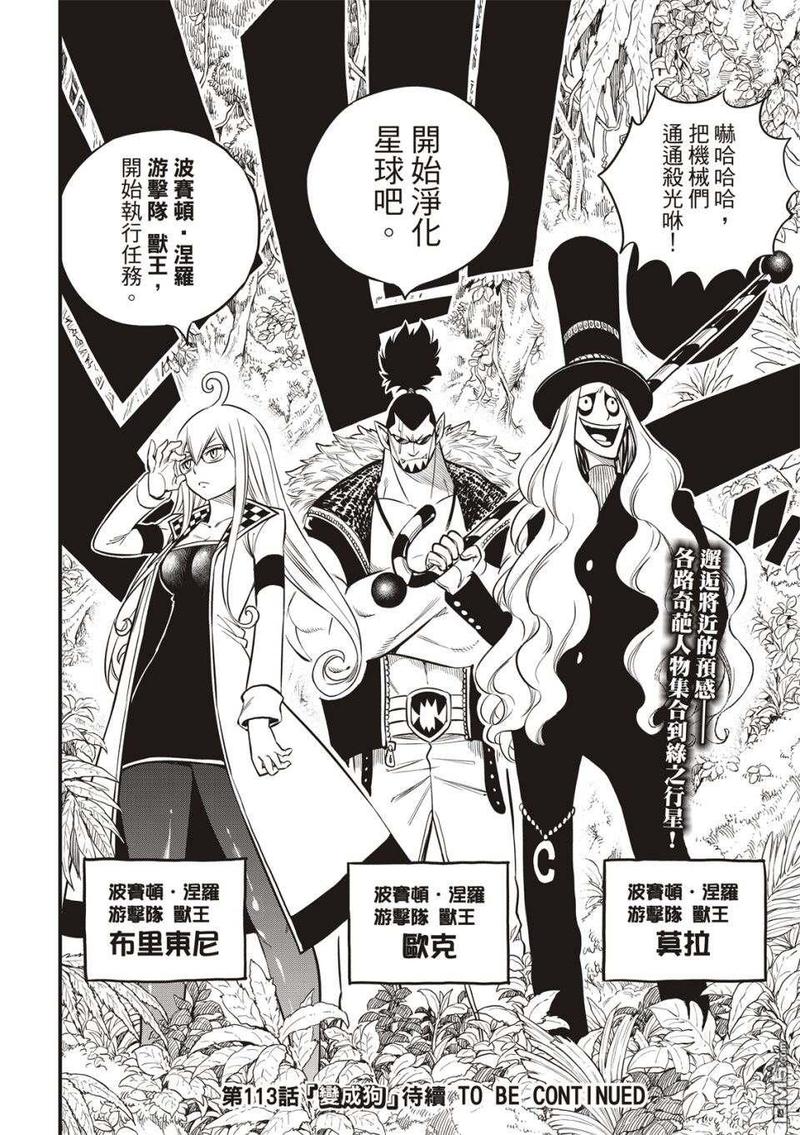 嚇哈哈哈，
把機械們
通通殺光咻！
開始淨化
星球吧。
波賽頓・涅羅
游擊隊 獸王，
開始執行任務。
邂逅將近的預感——
各路奇葩人物集合到綠之行星！
波賽頓・涅羅
游擊隊 獸王
莫拉
波賽頓・涅羅
游擊隊 獸王
歐克
波賽頓・涅羅
游擊隊 獸王
布里東尼
C
第113話『變成狗』待續 TO BE CONTINUED